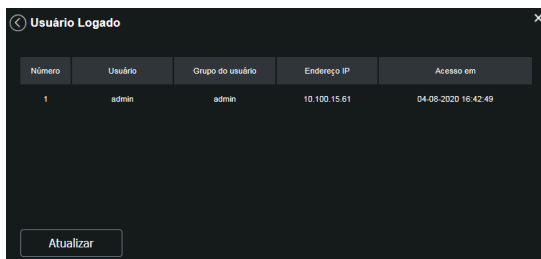 Usuário Logado
Número Usuário Grupo do usuário Endereço IP Acesso em
1 admin admin 10.100.15.61 04-08-2020 16:42:49
Atualizar